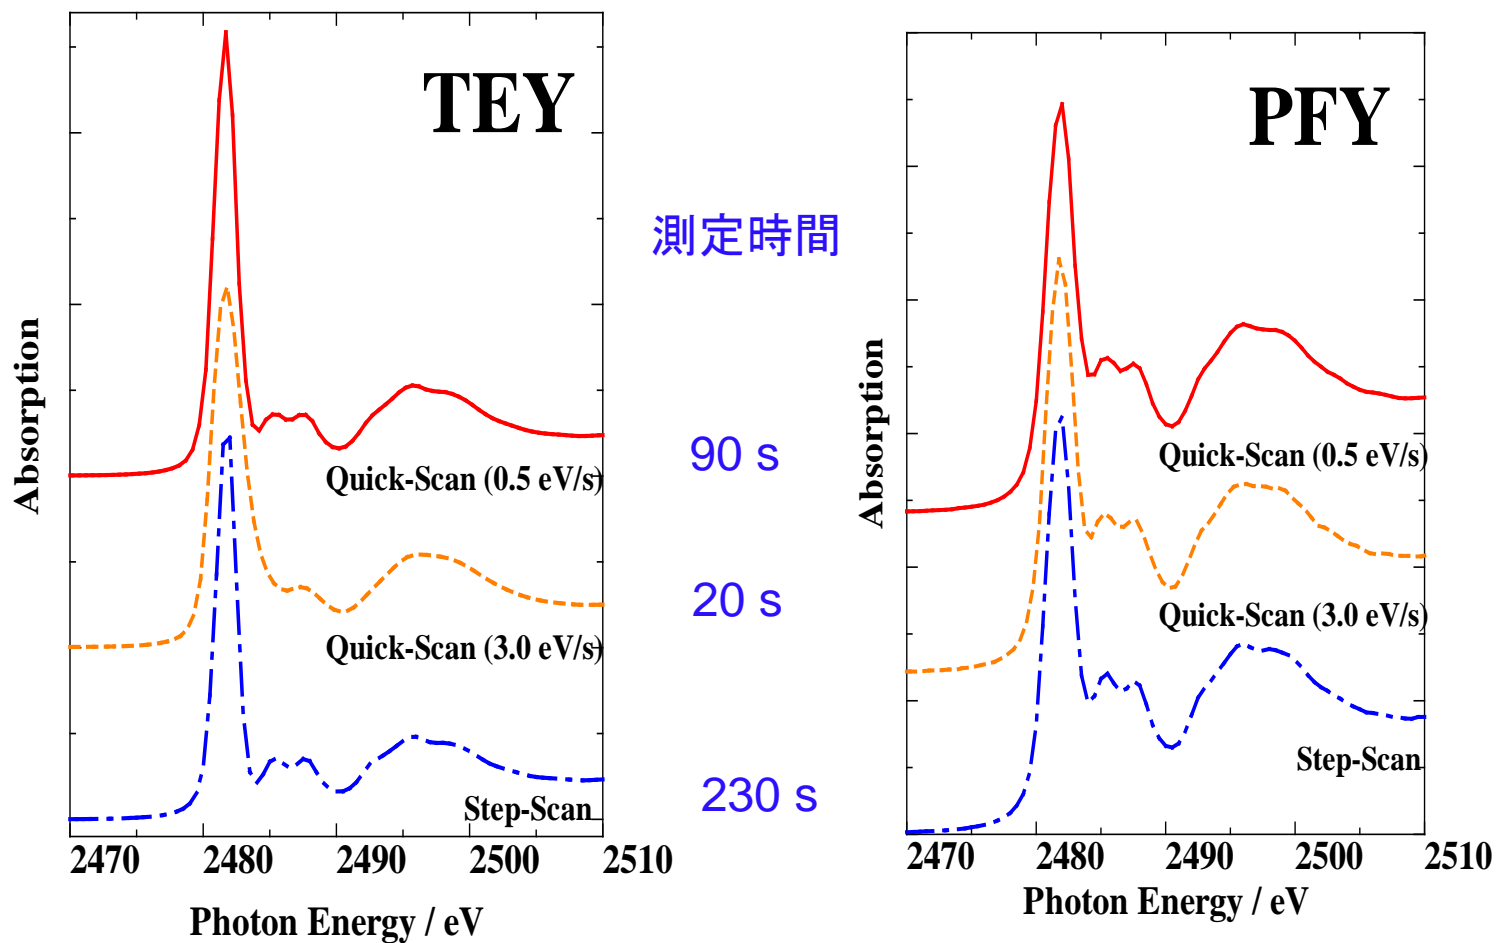 TEY
PFY
測定時間
Absorption
Absorption
Quick-Scan (0.5 eV/s)
90 s
Quick-Scan (0.5 eV/s)
Quick-Scan (3.0 eV/s)
20 s
Quick-Scan (3.0 eV/s)
Step-Scan
230 s
Step-Scan
2470 2480 2490 2500 2510
2470 2480 2490 2500 2510
Photon Energy / eV
Photon Energy / eV